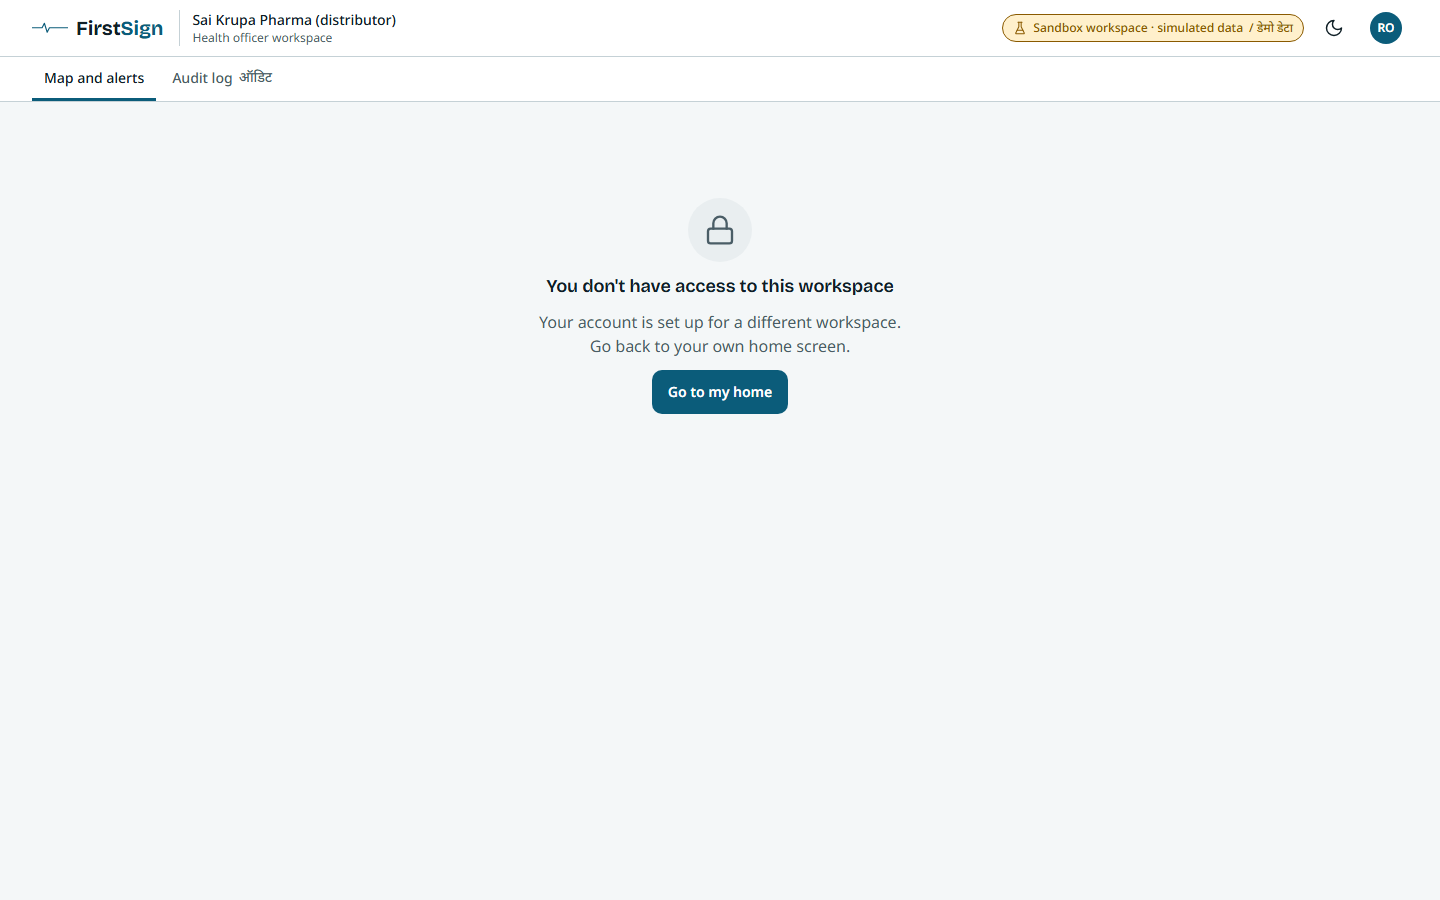 FirstSign
Sai Krupa Pharma (distributor)
Health officer workspace
Sandbox workspace · simulated data / डेमो डेटा
RO
Map and alerts
Audit log ऑडिट
You don't have access to this workspace
Your account is set up for a different workspace.
Go back to your own home screen.
Go to my home